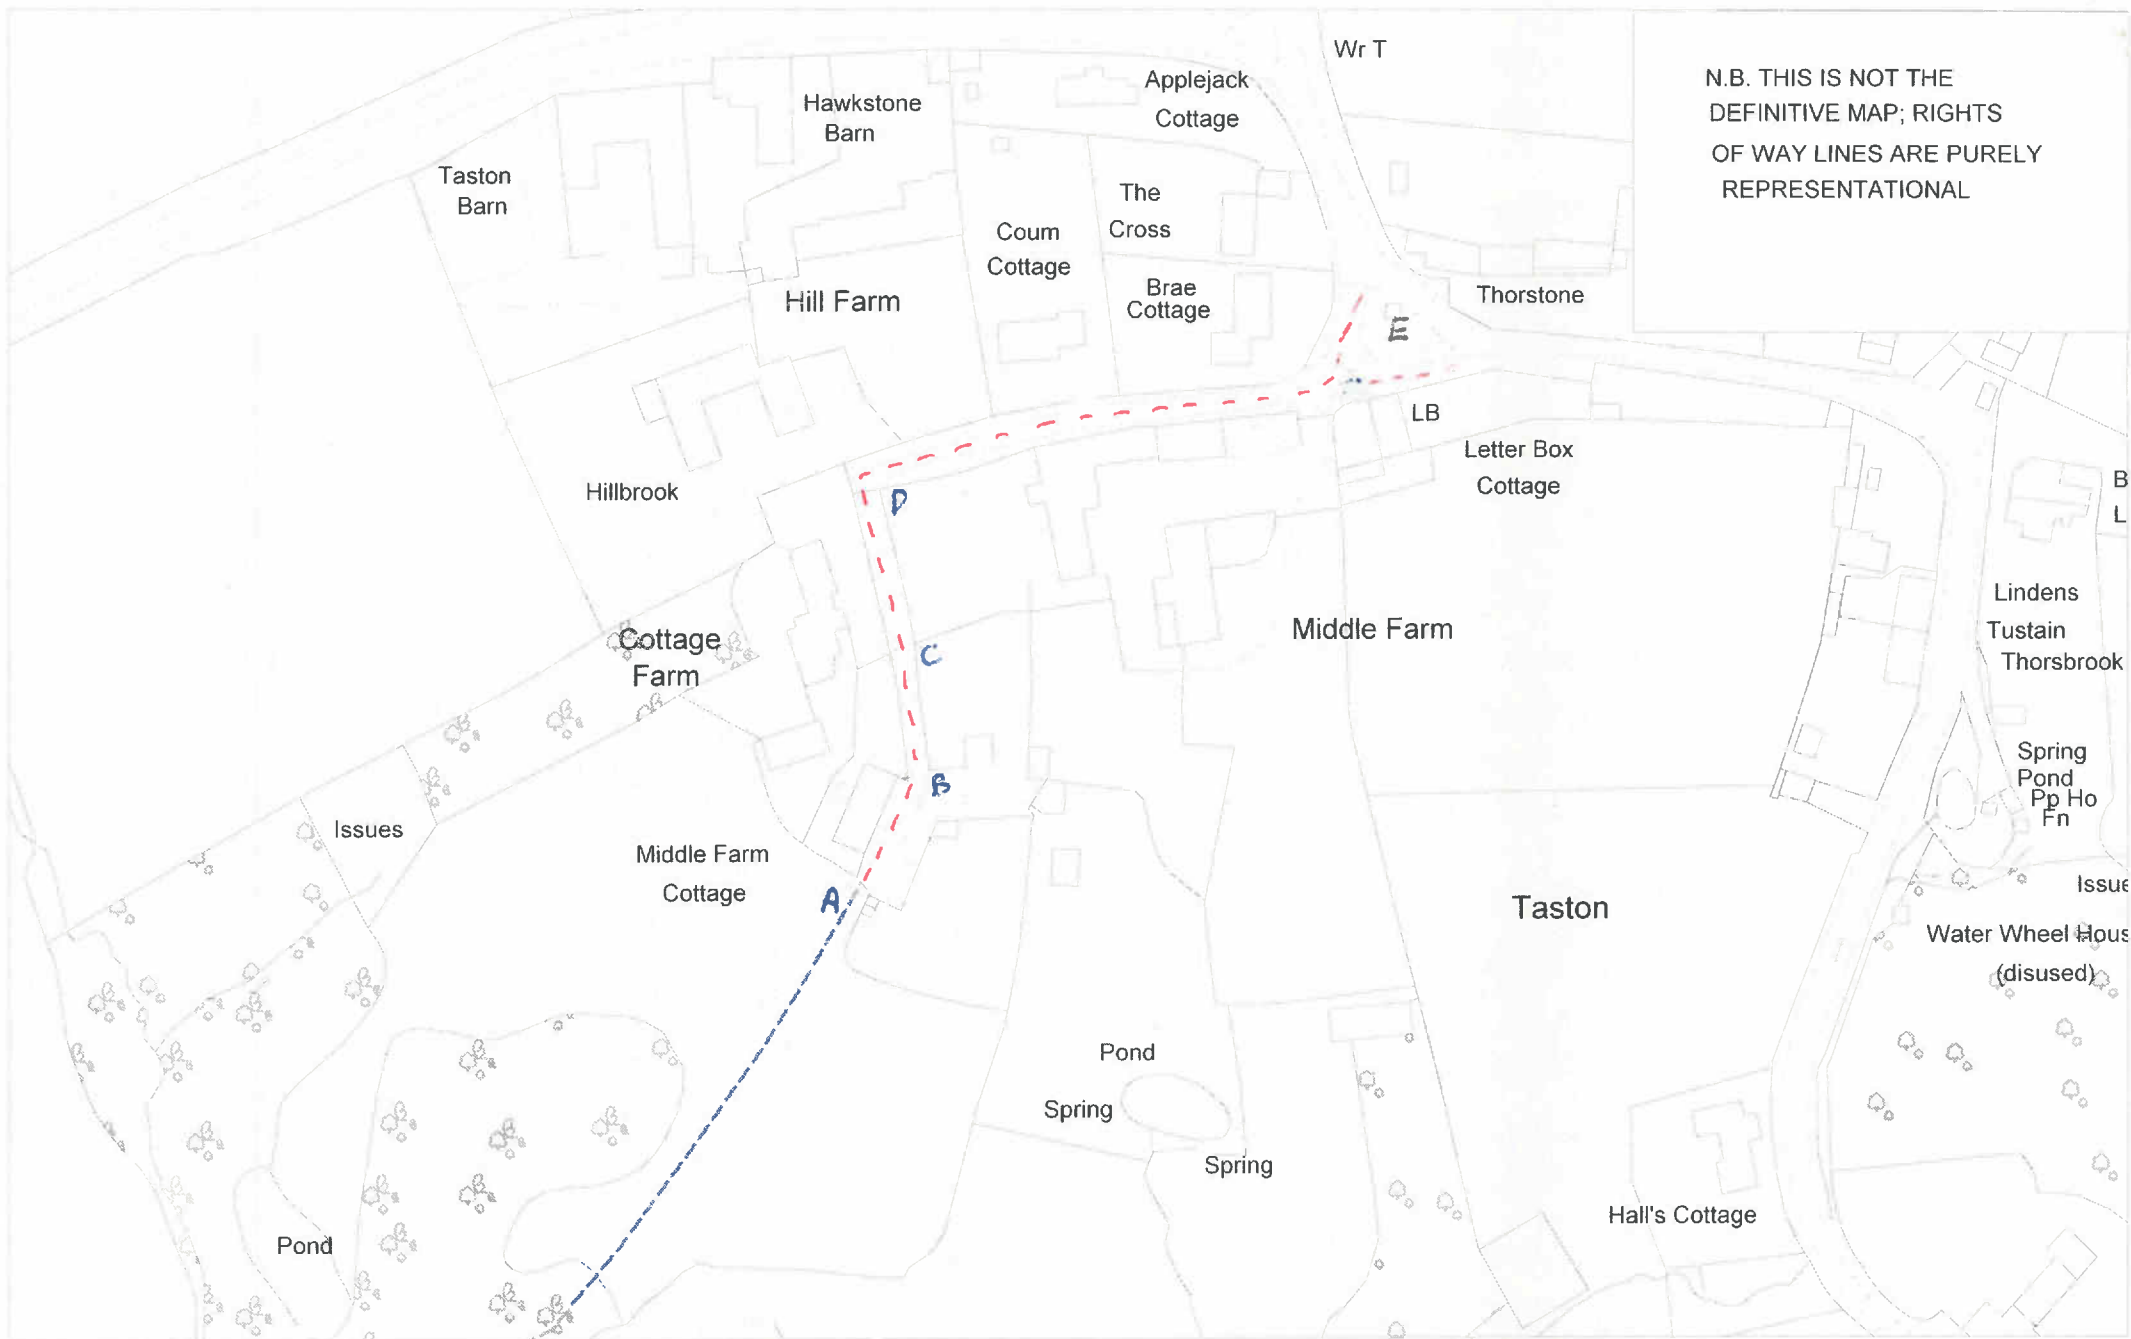 Wr T
N.B. THIS IS NOT THE
DEFINITIVE MAP; RIGHTS
OF WAY LINES ARE PURELY
REPRESENTATIONAL
Applejack
Cottage
Hawkstone
Barn
Taston
Barn
The
Cross
Coum
Cottage
Brae
Cottage
Hill Farm
Thorstone
E
LB
Letter Box
Cottage
Hillbrook
D
B
L
Lindens
Tustain
Thorsbrook
Middle Farm
Cottage
Farm
C
Spring
Pond
Pp Ho
Fn
B
Issues
Middle Farm
Cottage
A
Taston
Issue
Water Wheel Hous
(disused)
Pond
Spring
Spring
Hall's Cottage
Pond